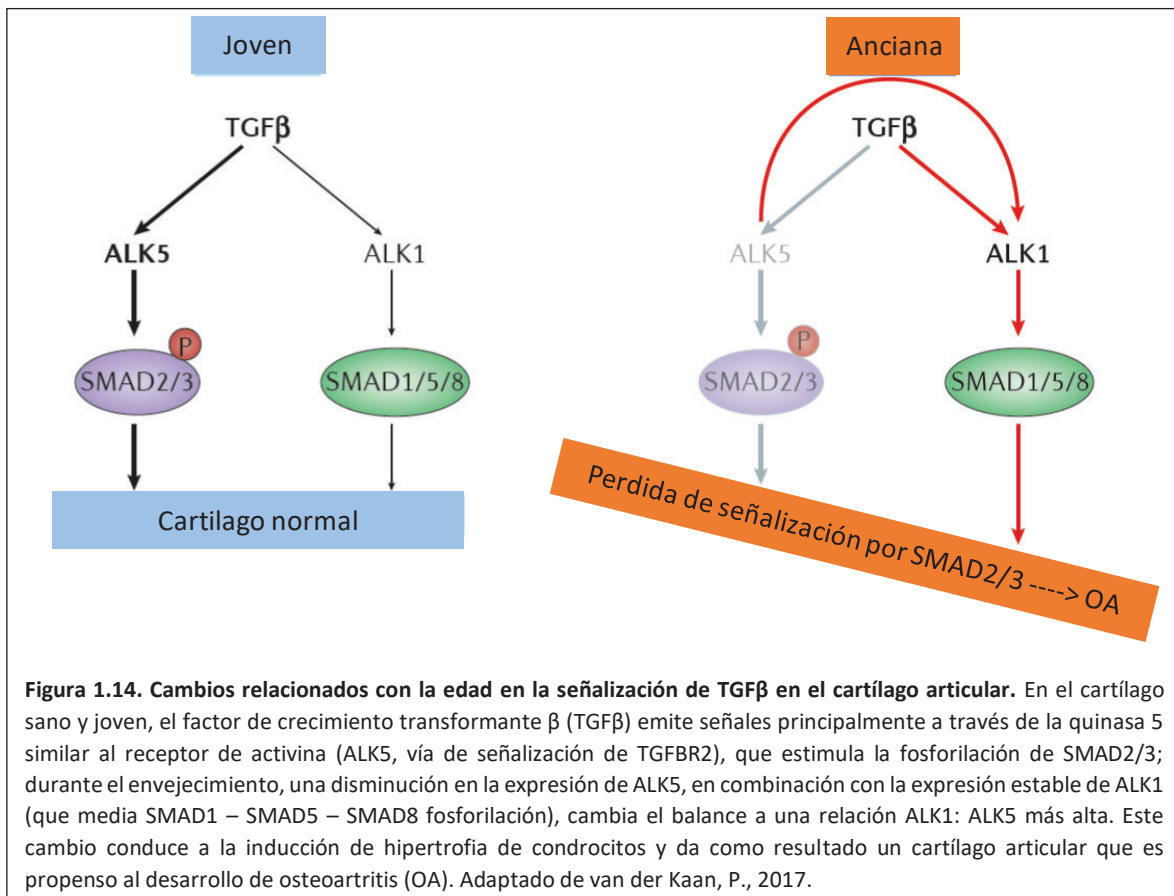 Joven
TGFβ
ALK5
ALK1
P
SMAD2/3
SMAD1/5/8
Cartilago normal
Anciana
TGFβ
ALK5
ALK1
P
SMAD2/3
SMAD1/5/8
Perdida de señalización por SMAD2/3 ----> OA
Figura 1.14. Cambios relacionados con la edad en la señalización de TGFβ en el cartílago articular. En el cartílago
sano y joven, el factor de crecimiento transformante β (TGFβ) emite señales principalmente a través de la quinasa 5
similar al receptor de activina (ALK5, vía de señalización de TGFBR2), que estimula la fosforilación de SMAD2/3;
durante el envejecimiento, una disminución en la expresión de ALK5, en combinación con la expresión estable de ALK1
(que media SMAD1 – SMAD5 – SMAD8 fosforilación), cambia el balance a una relación ALK1: ALK5 más alta. Este
cambio conduce a la inducción de hipertrofia de condrocitos y da como resultado un cartílago articular que es
propenso al desarrollo de osteoartritis (OA). Adaptado de van der Kaan, P., 2017.